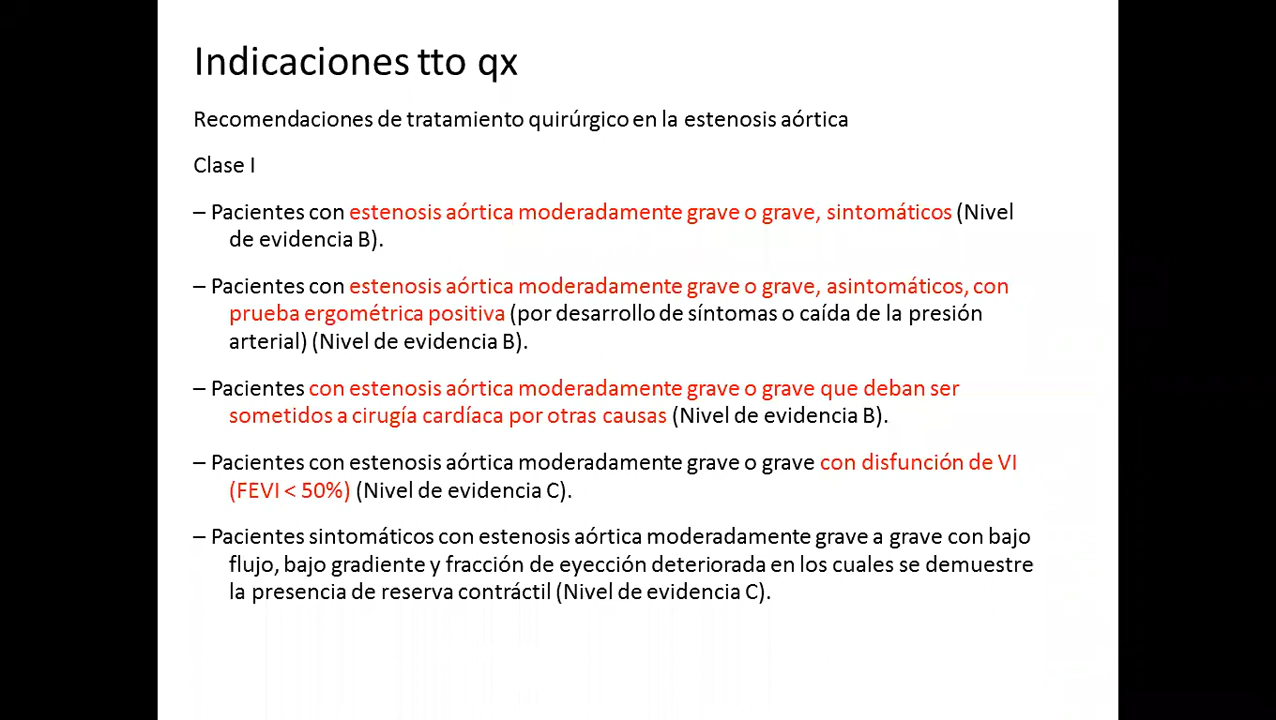 Indicaciones tto qx
Recomendaciones de tratamiento quirúrgico en la estenosis aórtica
Clase I
– Pacientes con estenosis aórtica moderadamente grave o grave, sintomáticos (Nivel
de evidencia B).
– Pacientes con estenosis aórtica moderadamente grave o grave, asintomáticos, con
prueba ergométrica positiva (por desarrollo de síntomas o caída de la presión
arterial) (Nivel de evidencia B).
– Pacientes con estenosis aórtica moderadamente grave o grave que deban ser
sometidos a cirugía cardíaca por otras causas (Nivel de evidencia B).
– Pacientes con estenosis aórtica moderadamente grave o grave con disfunción de VI
(FEVI < 50%) (Nivel de evidencia C).
– Pacientes sintomáticos con estenosis aórtica moderadamente grave a grave con bajo
flujo, bajo gradiente y fracción de eyección deteriorada en los cuales se demuestre
la presencia de reserva contráctil (Nivel de evidencia C).